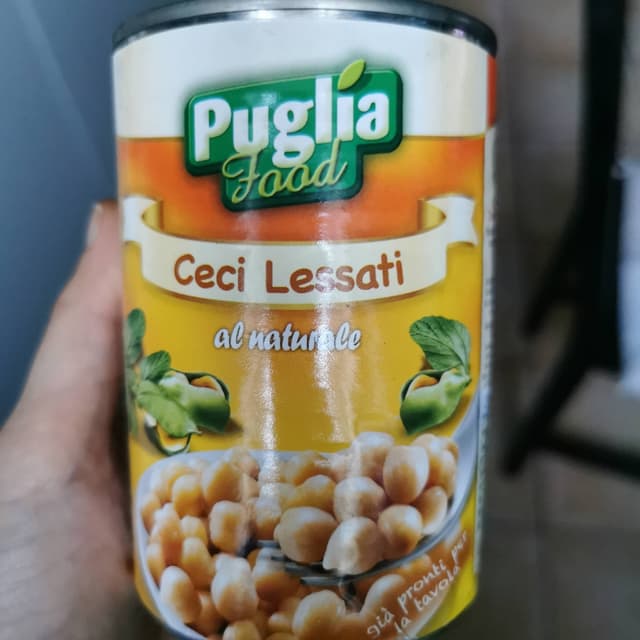 Puglia
Food
Ceci Lessati
al naturale
già pronti per
la tavola